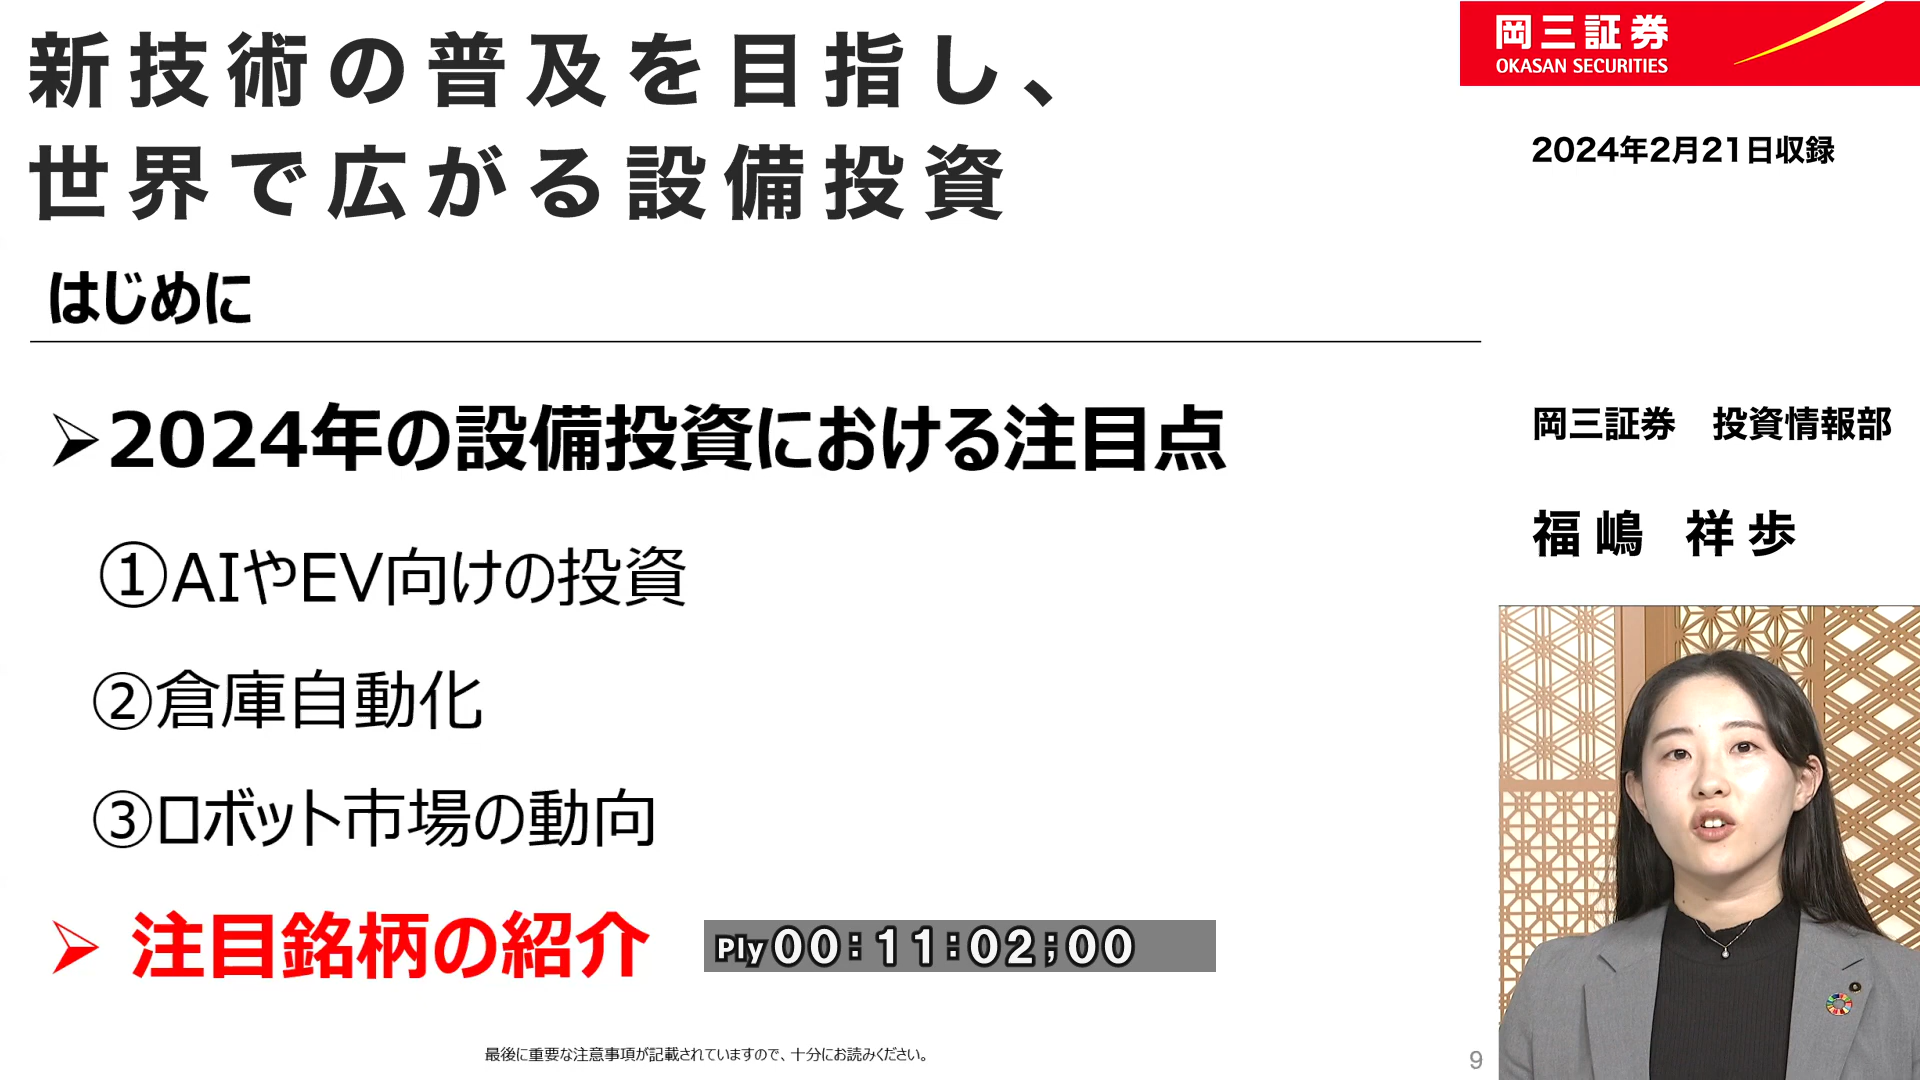 新技術の普及を目指し、
世界で広がる設備投資
はじめに
➢2024年の設備投資における注目点
①AIやEV向けの投資
②倉庫自動化
③ロボット市場の動向
➢ 注目銘柄の紹介
Ply 00:11:02;00
最後に重要な注意事項が記載されていますので、十分にお読みください。
9
岡三証券
OKASAN SECURITIES
2024年2月21日収録
岡三証券 投資情報部
福嶋 祥歩